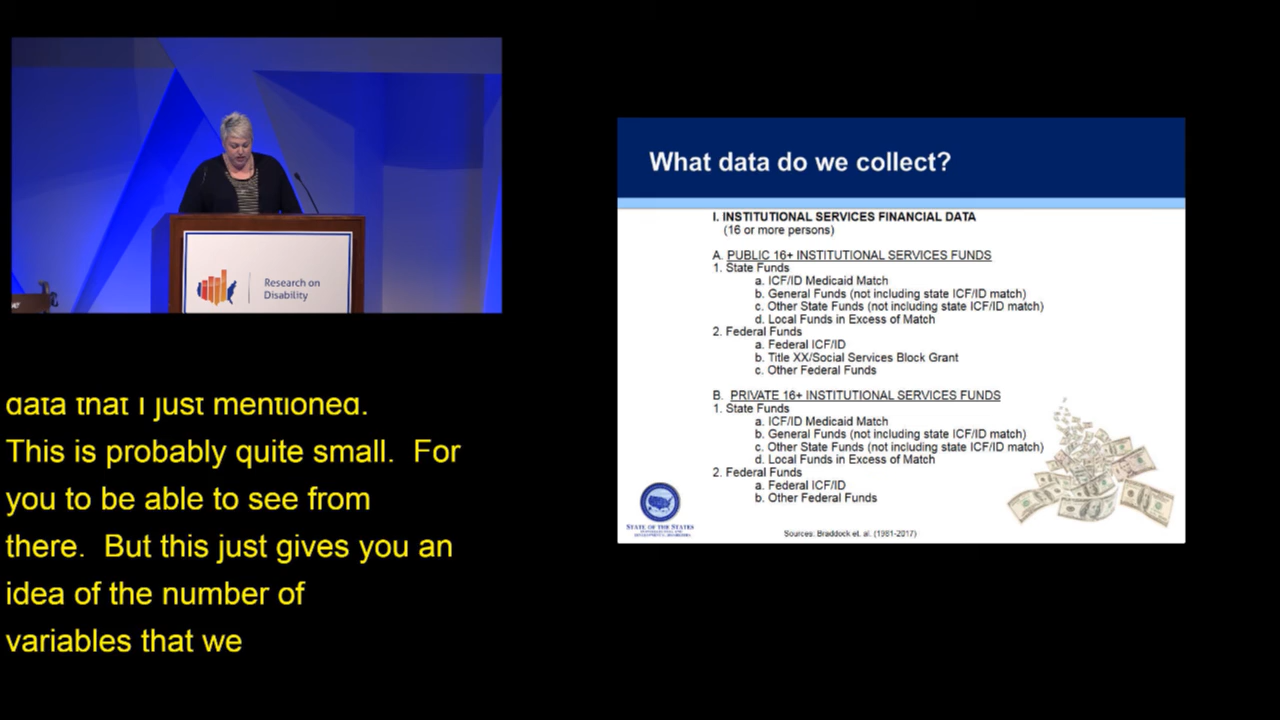 Research on
Disability
data that I just mentioned.
This is probably quite small.  For
you to be able to see from
there.  But this just gives you an
idea of the number of
variables that we
What data do we collect?
I. INSTITUTIONAL SERVICES FINANCIAL DATA
(16 or more persons)
A. PUBLIC 16+ INSTITUTIONAL SERVICES FUNDS
1. State Funds
a. ICF/ID Medicaid Match
b. General Funds (not including state ICF/ID match)
c. Other State Funds (not including state ICF/ID match)
d. Local Funds in Excess of Match
2. Federal Funds
a. Federal ICF/ID
b. Title XX/Social Services Block Grant
c. Other Federal Funds
B. PRIVATE 16+ INSTITUTIONAL SERVICES FUNDS
1. State Funds
a. ICF/ID Medicaid Match
b. General Funds (not including state ICF/ID match)
c. Other State Funds (not including state ICF/ID match)
d. Local Funds in Excess of Match
2. Federal Funds
a. Federal ICF/ID
b. Other Federal Funds
STATE OF THE STATES
DEVELOPMENTAL DISABILITIES
Sources: Braddock et. al. (1981-2017)